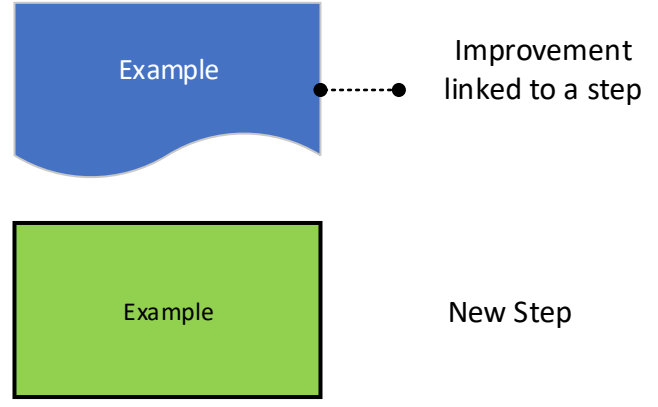 Example
Improvement
linked to a step
Example
New Step